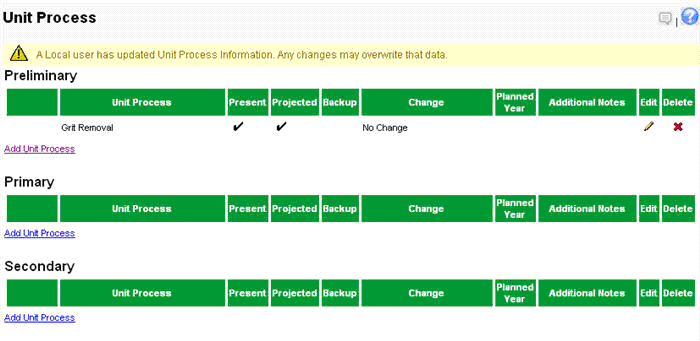 Unit Process
A Local user has updated Unit Process Information. Any changes may overwrite that data.
Preliminary
Unit Process Present Projected Backup Change Planned Year Additional Notes Edit Delete
Grit Removal ✔ ✔ No Change
Add Unit Process
Primary
Unit Process Present Projected Backup Change Planned Year Additional Notes Edit Delete
Add Unit Process
Secondary
Unit Process Present Projected Backup Change Planned Year Additional Notes Edit Delete
Add Unit Process